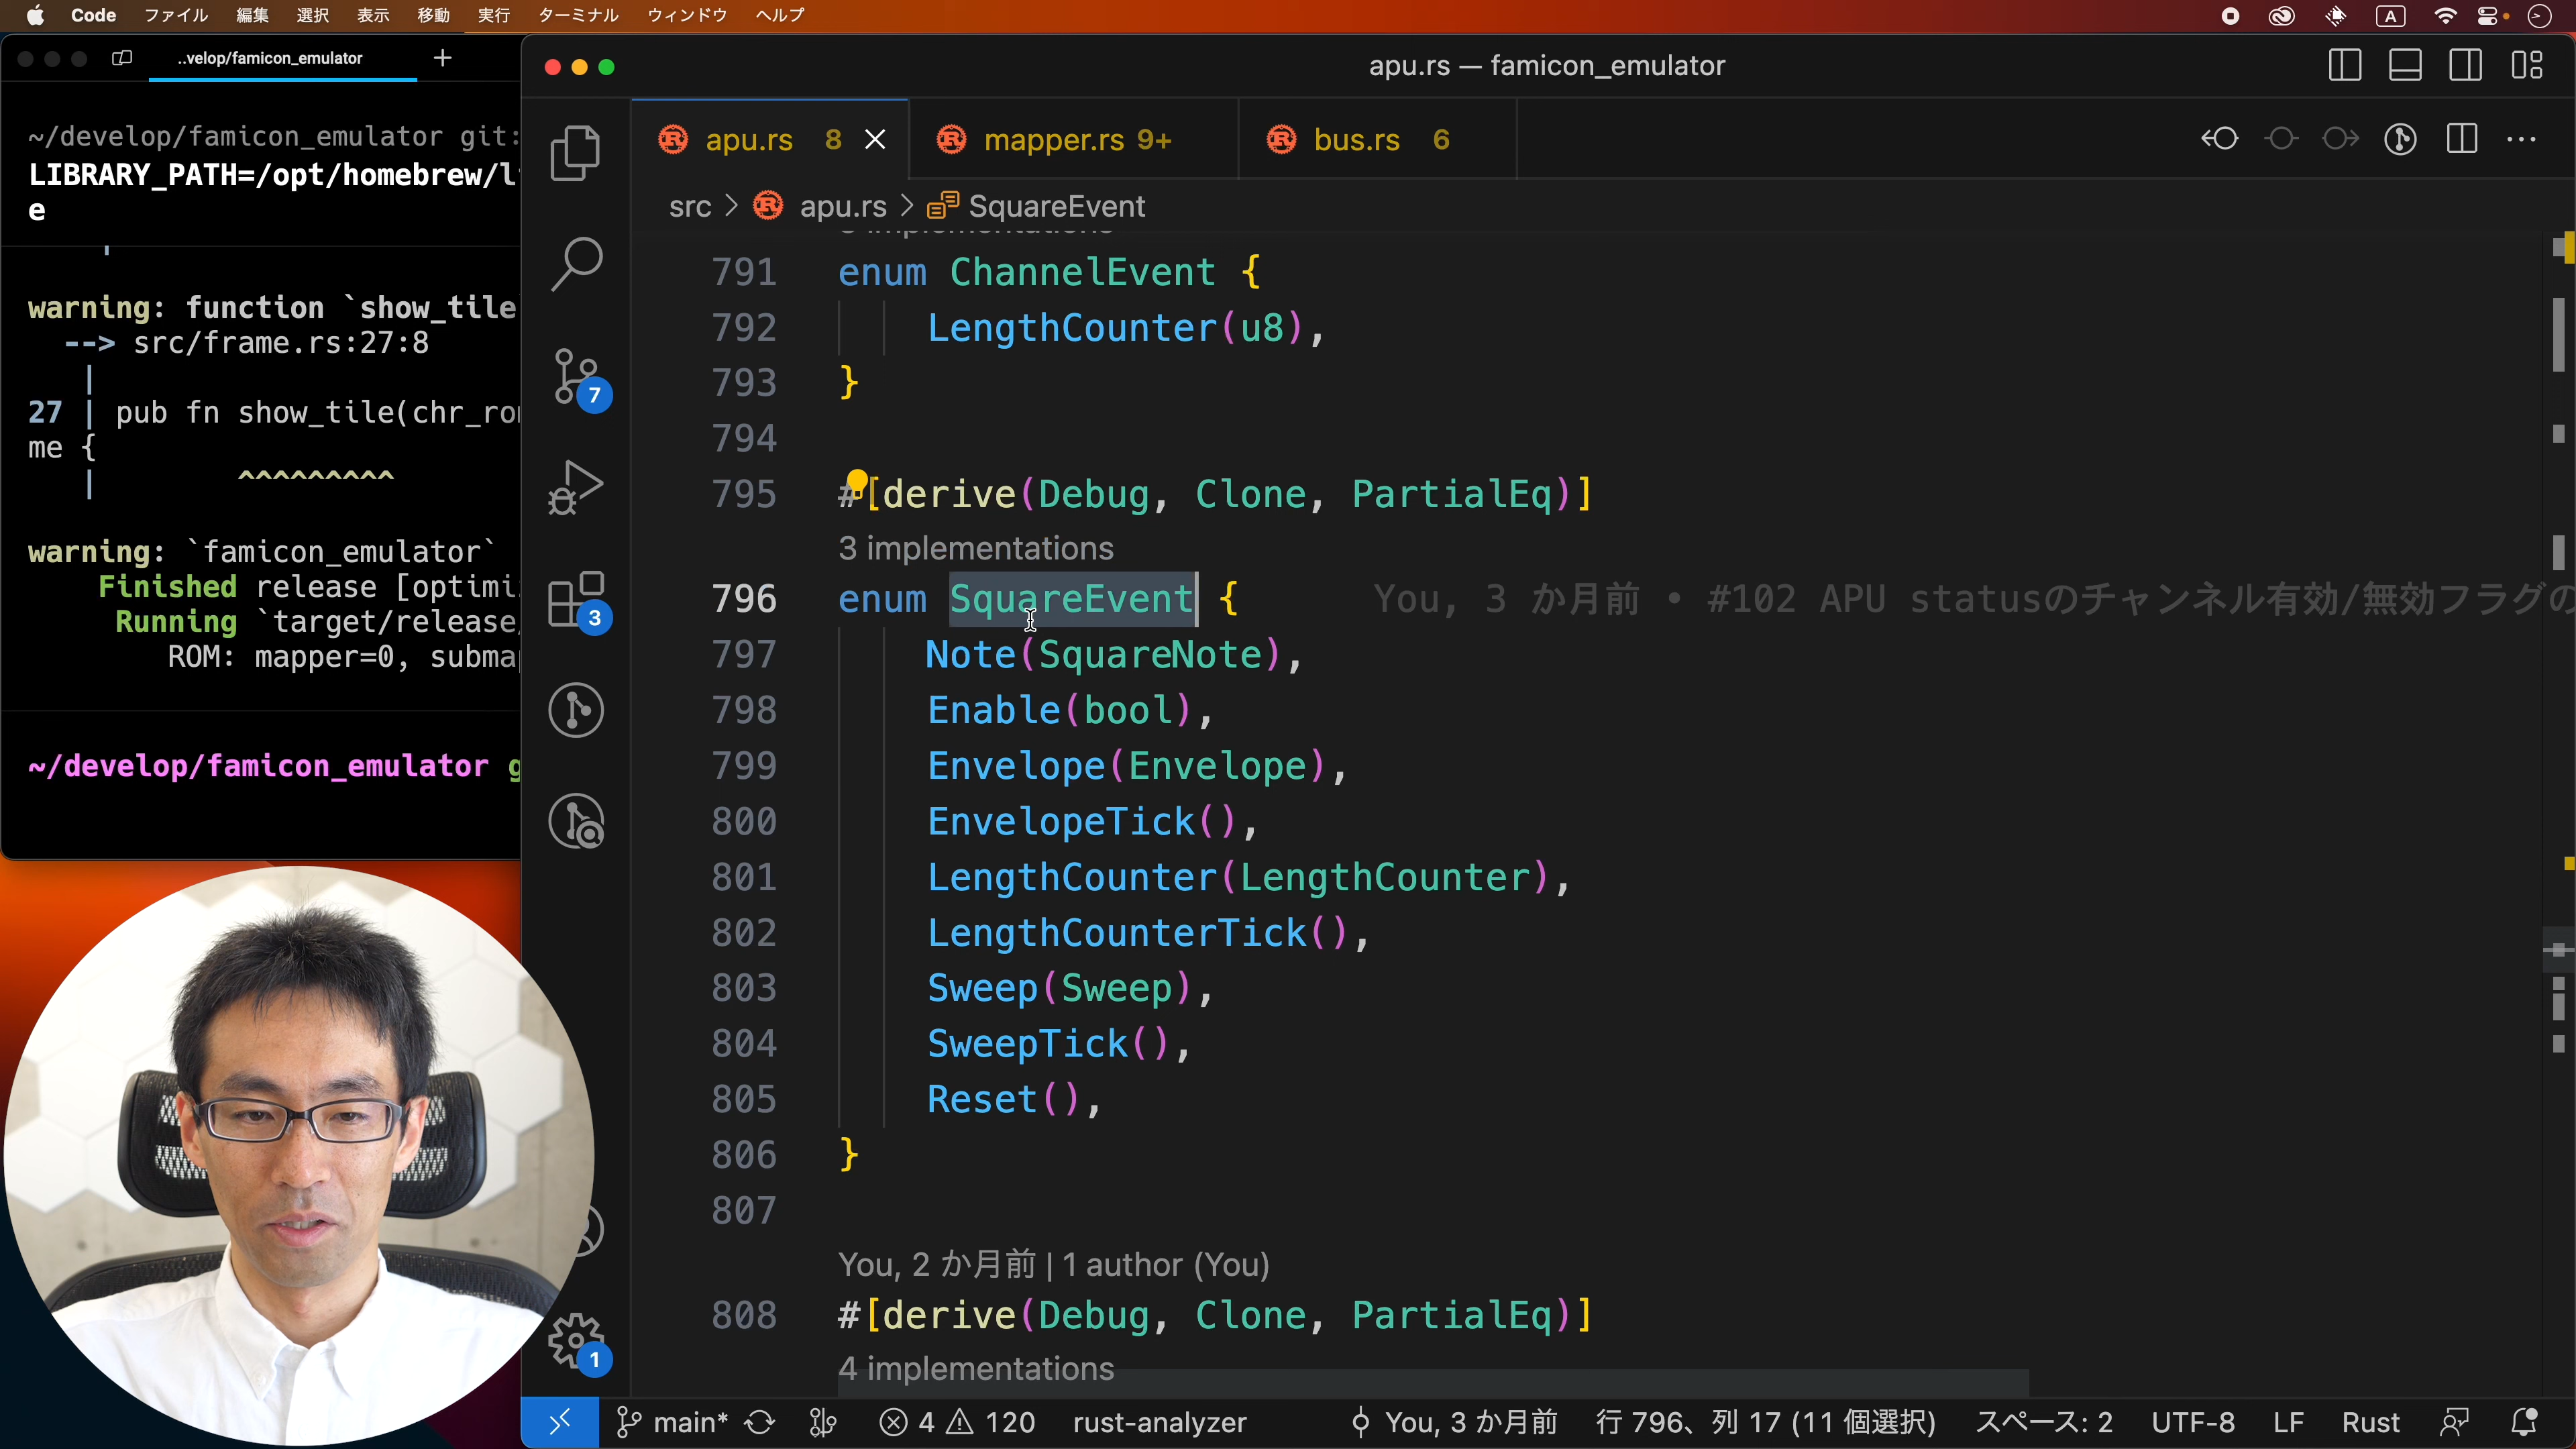 Code ファイル 編集 選択 表示 移動 実行 ターミナル ウィンドウ ヘルプ
A
..velop/famicon_emulator
~/develop/famicon_emulator git:
LIBRARY_PATH=/opt/homebrew/l
e
warning: function `show_tile
--> src/frame.rs:27:8
|
27 | pub fn show_tile(chr_ro
me {
| ^^^^^^^^^
warning: `famicon_emulator`
Finished release [optimi
Running `target/release
ROM: mapper=0, subma
~/develop/famicon_emulator g
apu.rs — famicon_emulator
apu.rs 8
mapper.rs 9+
bus.rs 6
src > apu.rs > SquareEvent
791 enum ChannelEvent {
792 LengthCounter(u8),
793 }
794
795 #[derive(Debug, Clone, PartialEq)]
3 implementations
796 enum SquareEvent { You, 3 か月前 • #102 APU statusのチャンネル有効/無効フラグの
797 Note(SquareNote),
798 Enable(bool),
799 Envelope(Envelope),
800 EnvelopeTick(),
801 LengthCounter(LengthCounter),
802 LengthCounterTick(),
803 Sweep(Sweep),
804 SweepTick(),
805 Reset(),
806 }
807
You, 2 か月前 | 1 author (You)
808 #[derive(Debug, Clone, PartialEq)]
4 implementations
7
3
1
main* 4 120 rust-analyzer You, 3 か月前 行 796、列 17 (11 個選択) スペース: 2 UTF-8 LF Rust